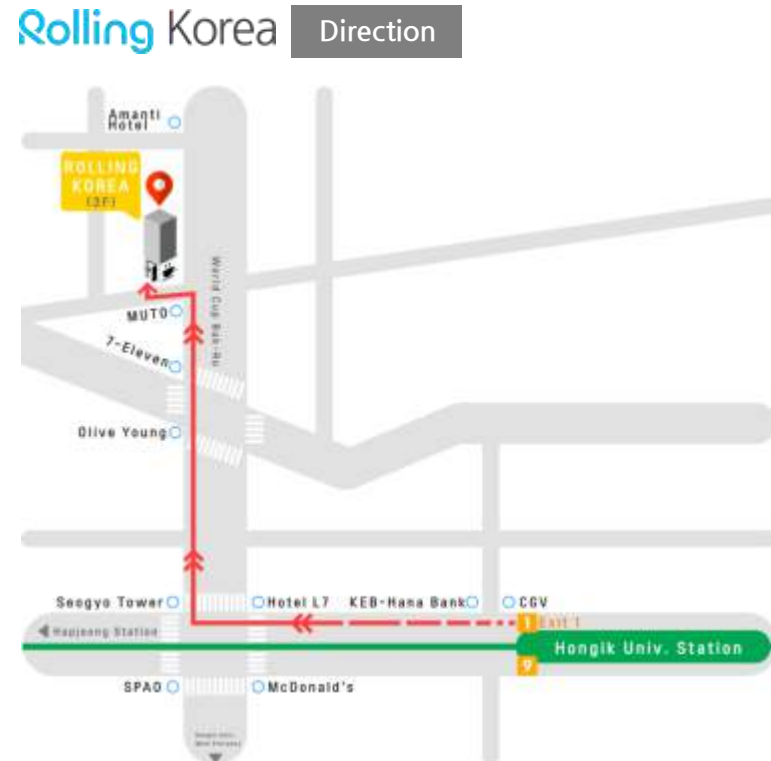 Rolling Korea Direction
Amanti
Hotel
ROLLING
KOREA
(3F)
World Cup Buk-Ro
MUTO
7-Eleven
Olive Young
Seogyo Tower
Hotel L7
KEB-Hana Bank
CGV
1 Exit 1
Hapjeong Station
Hongik Univ. Station
9
SPAO
McDonald's